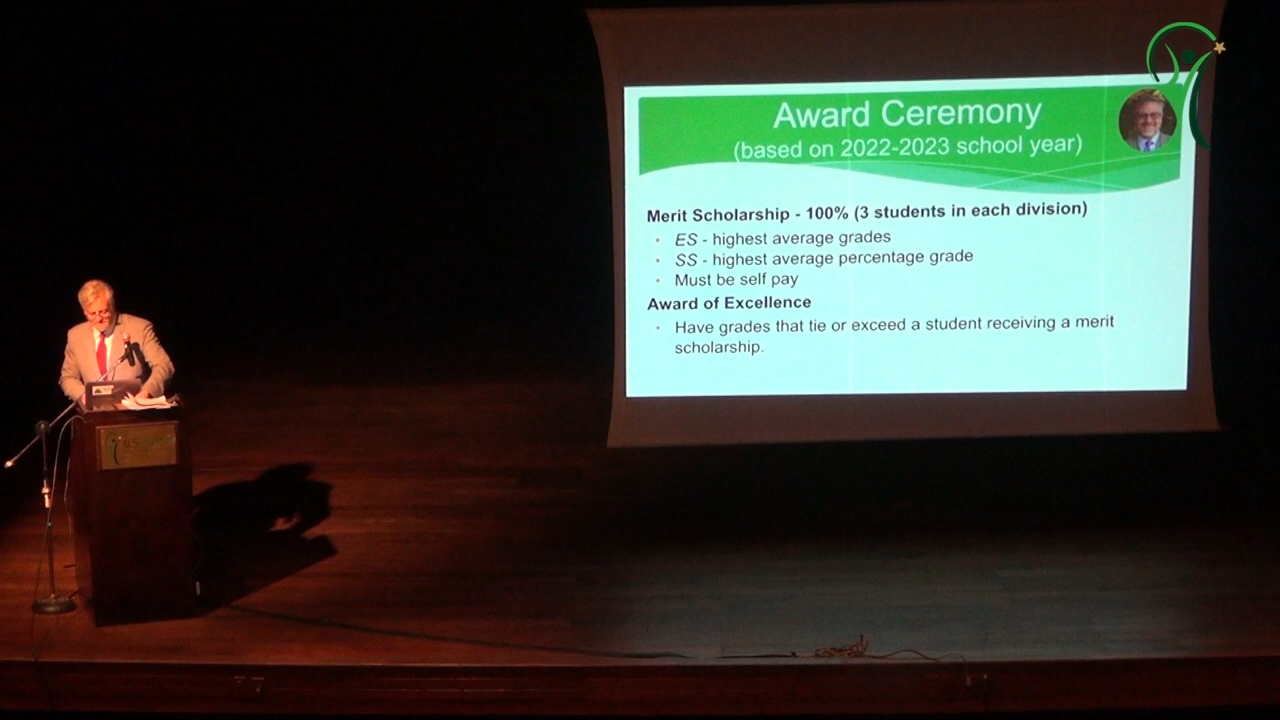 Award Ceremony
(based on 2022-2023 school year)
Merit Scholarship - 100% (3 students in each division)
• ES - highest average grades
• SS - highest average percentage grade
• Must be self pay
Award of Excellence
• Have grades that tie or exceed a student receiving a merit
scholarship.